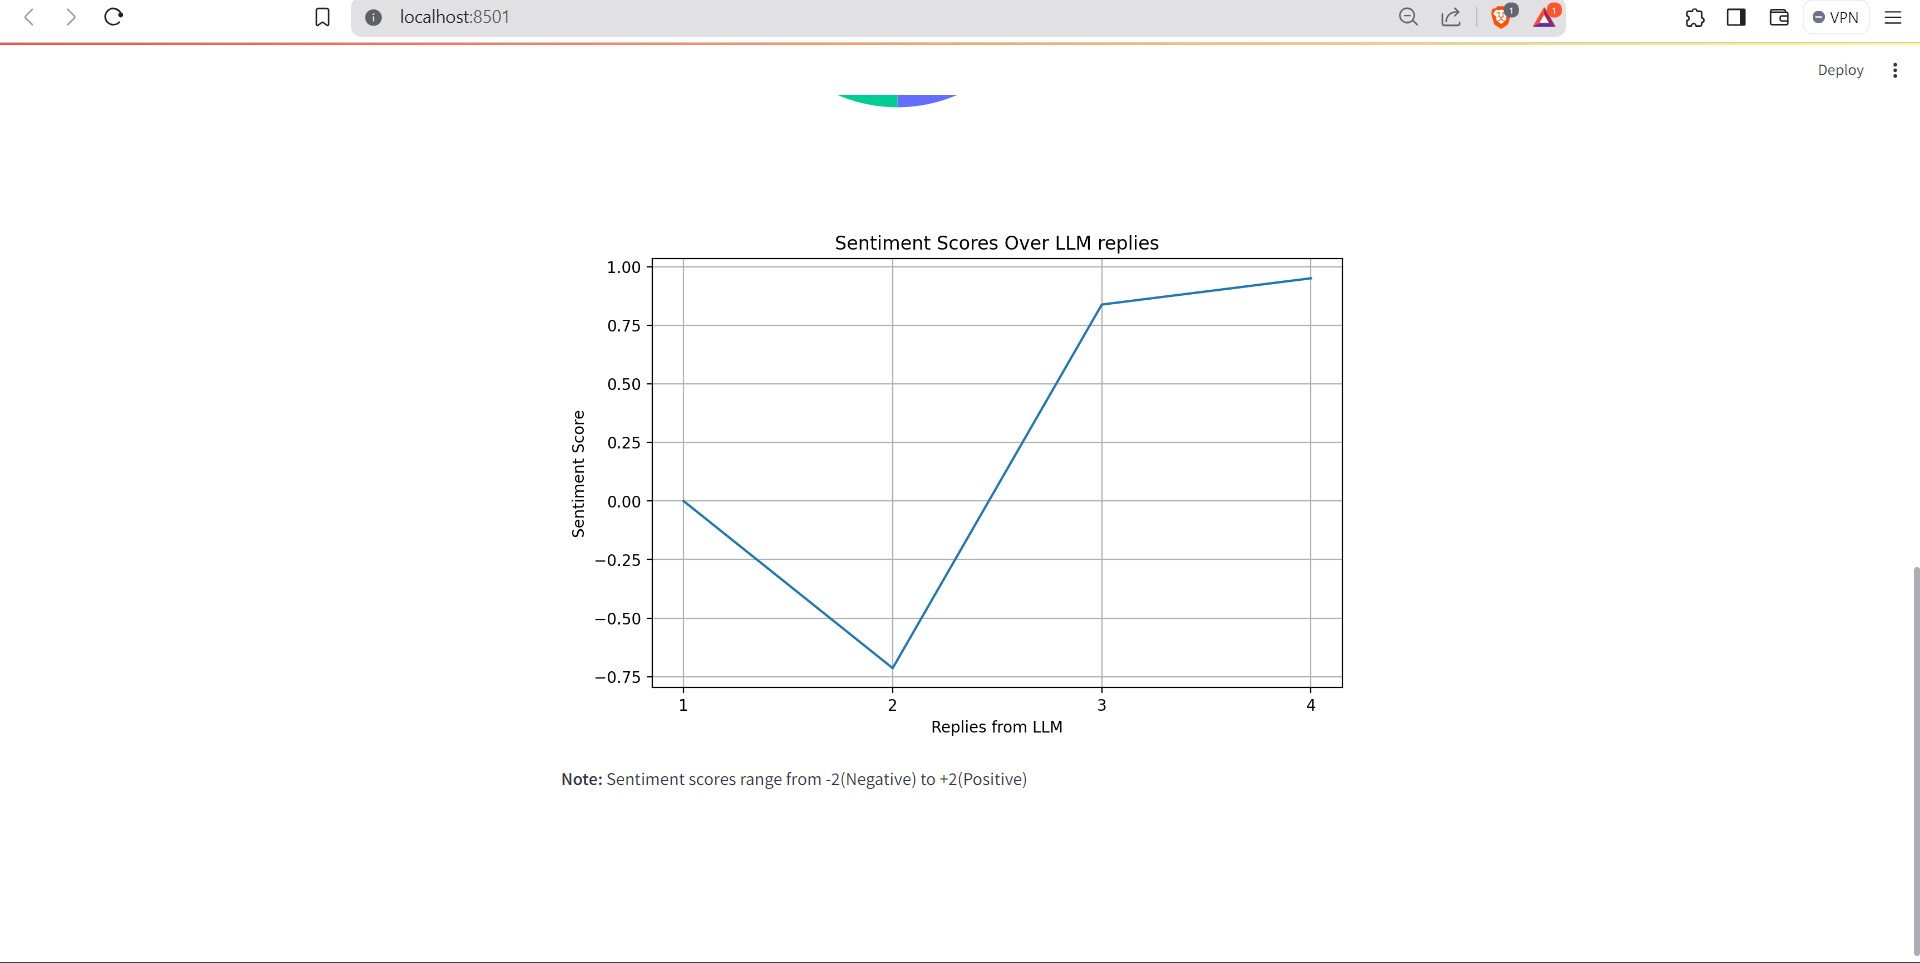 localhost:8501
1
1
VPN
Deploy
Sentiment Scores Over LLM replies
1.00
0.75
0.50
0.25
0.00
−0.25
−0.50
−0.75
Sentiment Score
1 2 3 4
Replies from LLM
Note: Sentiment scores range from -2(Negative) to +2(Positive)